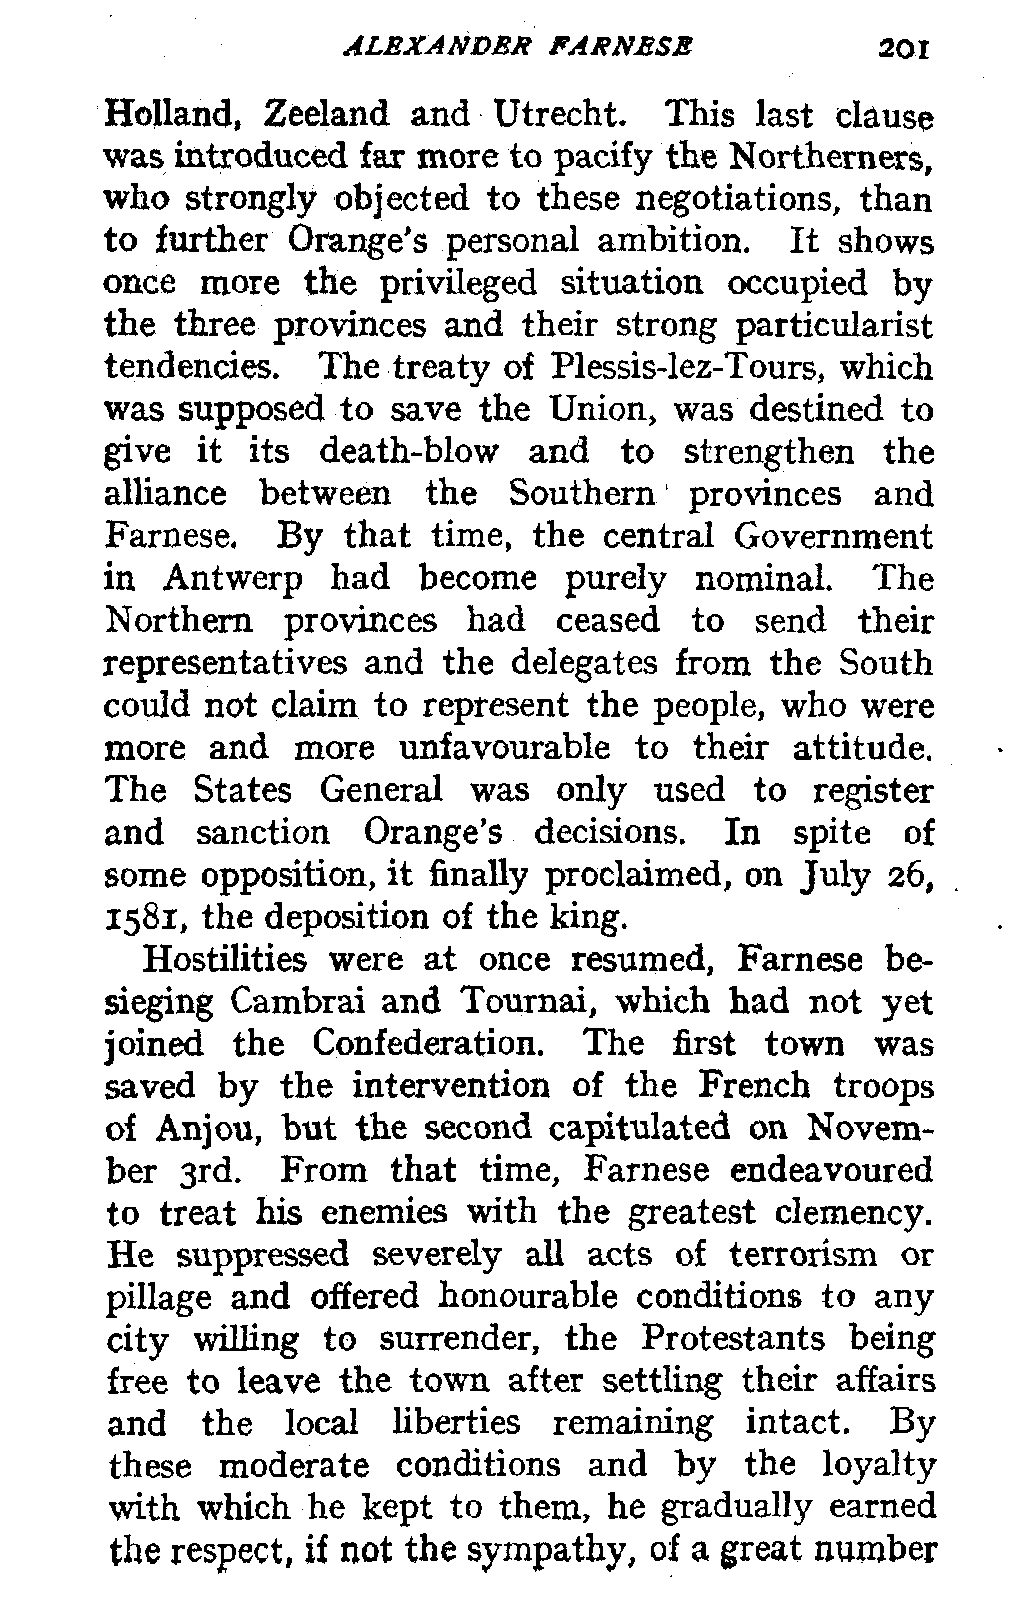 ALEXANDER FARNESE 201
Holland, Zeeland and Utrecht. This last clause
was introduced far more to pacify the Northerners,
who strongly objected to these negotiations, than
to further Orange's personal ambition. It shows
once more the privileged situation occupied by
the three provinces and their strong particularist
tendencies. The treaty of Plessis-lez-Tours, which
was supposed to save the Union, was destined to
give it its death-blow and to strengthen the
alliance between the Southern provinces and
Farnese. By that time, the central Government
in Antwerp had become purely nominal. The
Northern provinces had ceased to send their
representatives and the delegates from the South
could not claim to represent the people, who were
more and more unfavourable to their attitude.
The States General was only used to register
and sanction Orange's decisions. In spite of
some opposition, it finally proclaimed, on July 26,
1581, the deposition of the king.
Hostilities were at once resumed, Farnese be-
sieging Cambrai and Tournai, which had not yet
joined the Confederation. The first town was
saved by the intervention of the French troops
of Anjou, but the second capitulated on Novem-
ber 3rd. From that time, Farnese endeavoured
to treat his enemies with the greatest clemency.
He suppressed severely all acts of terrorism or
pillage and offered honourable conditions to any
city willing to surrender, the Protestants being
free to leave the town after settling their affairs
and the local liberties remaining intact. By
these moderate conditions and by the loyalty
with which he kept to them, he gradually earned
the respect, if not the sympathy, of a great number